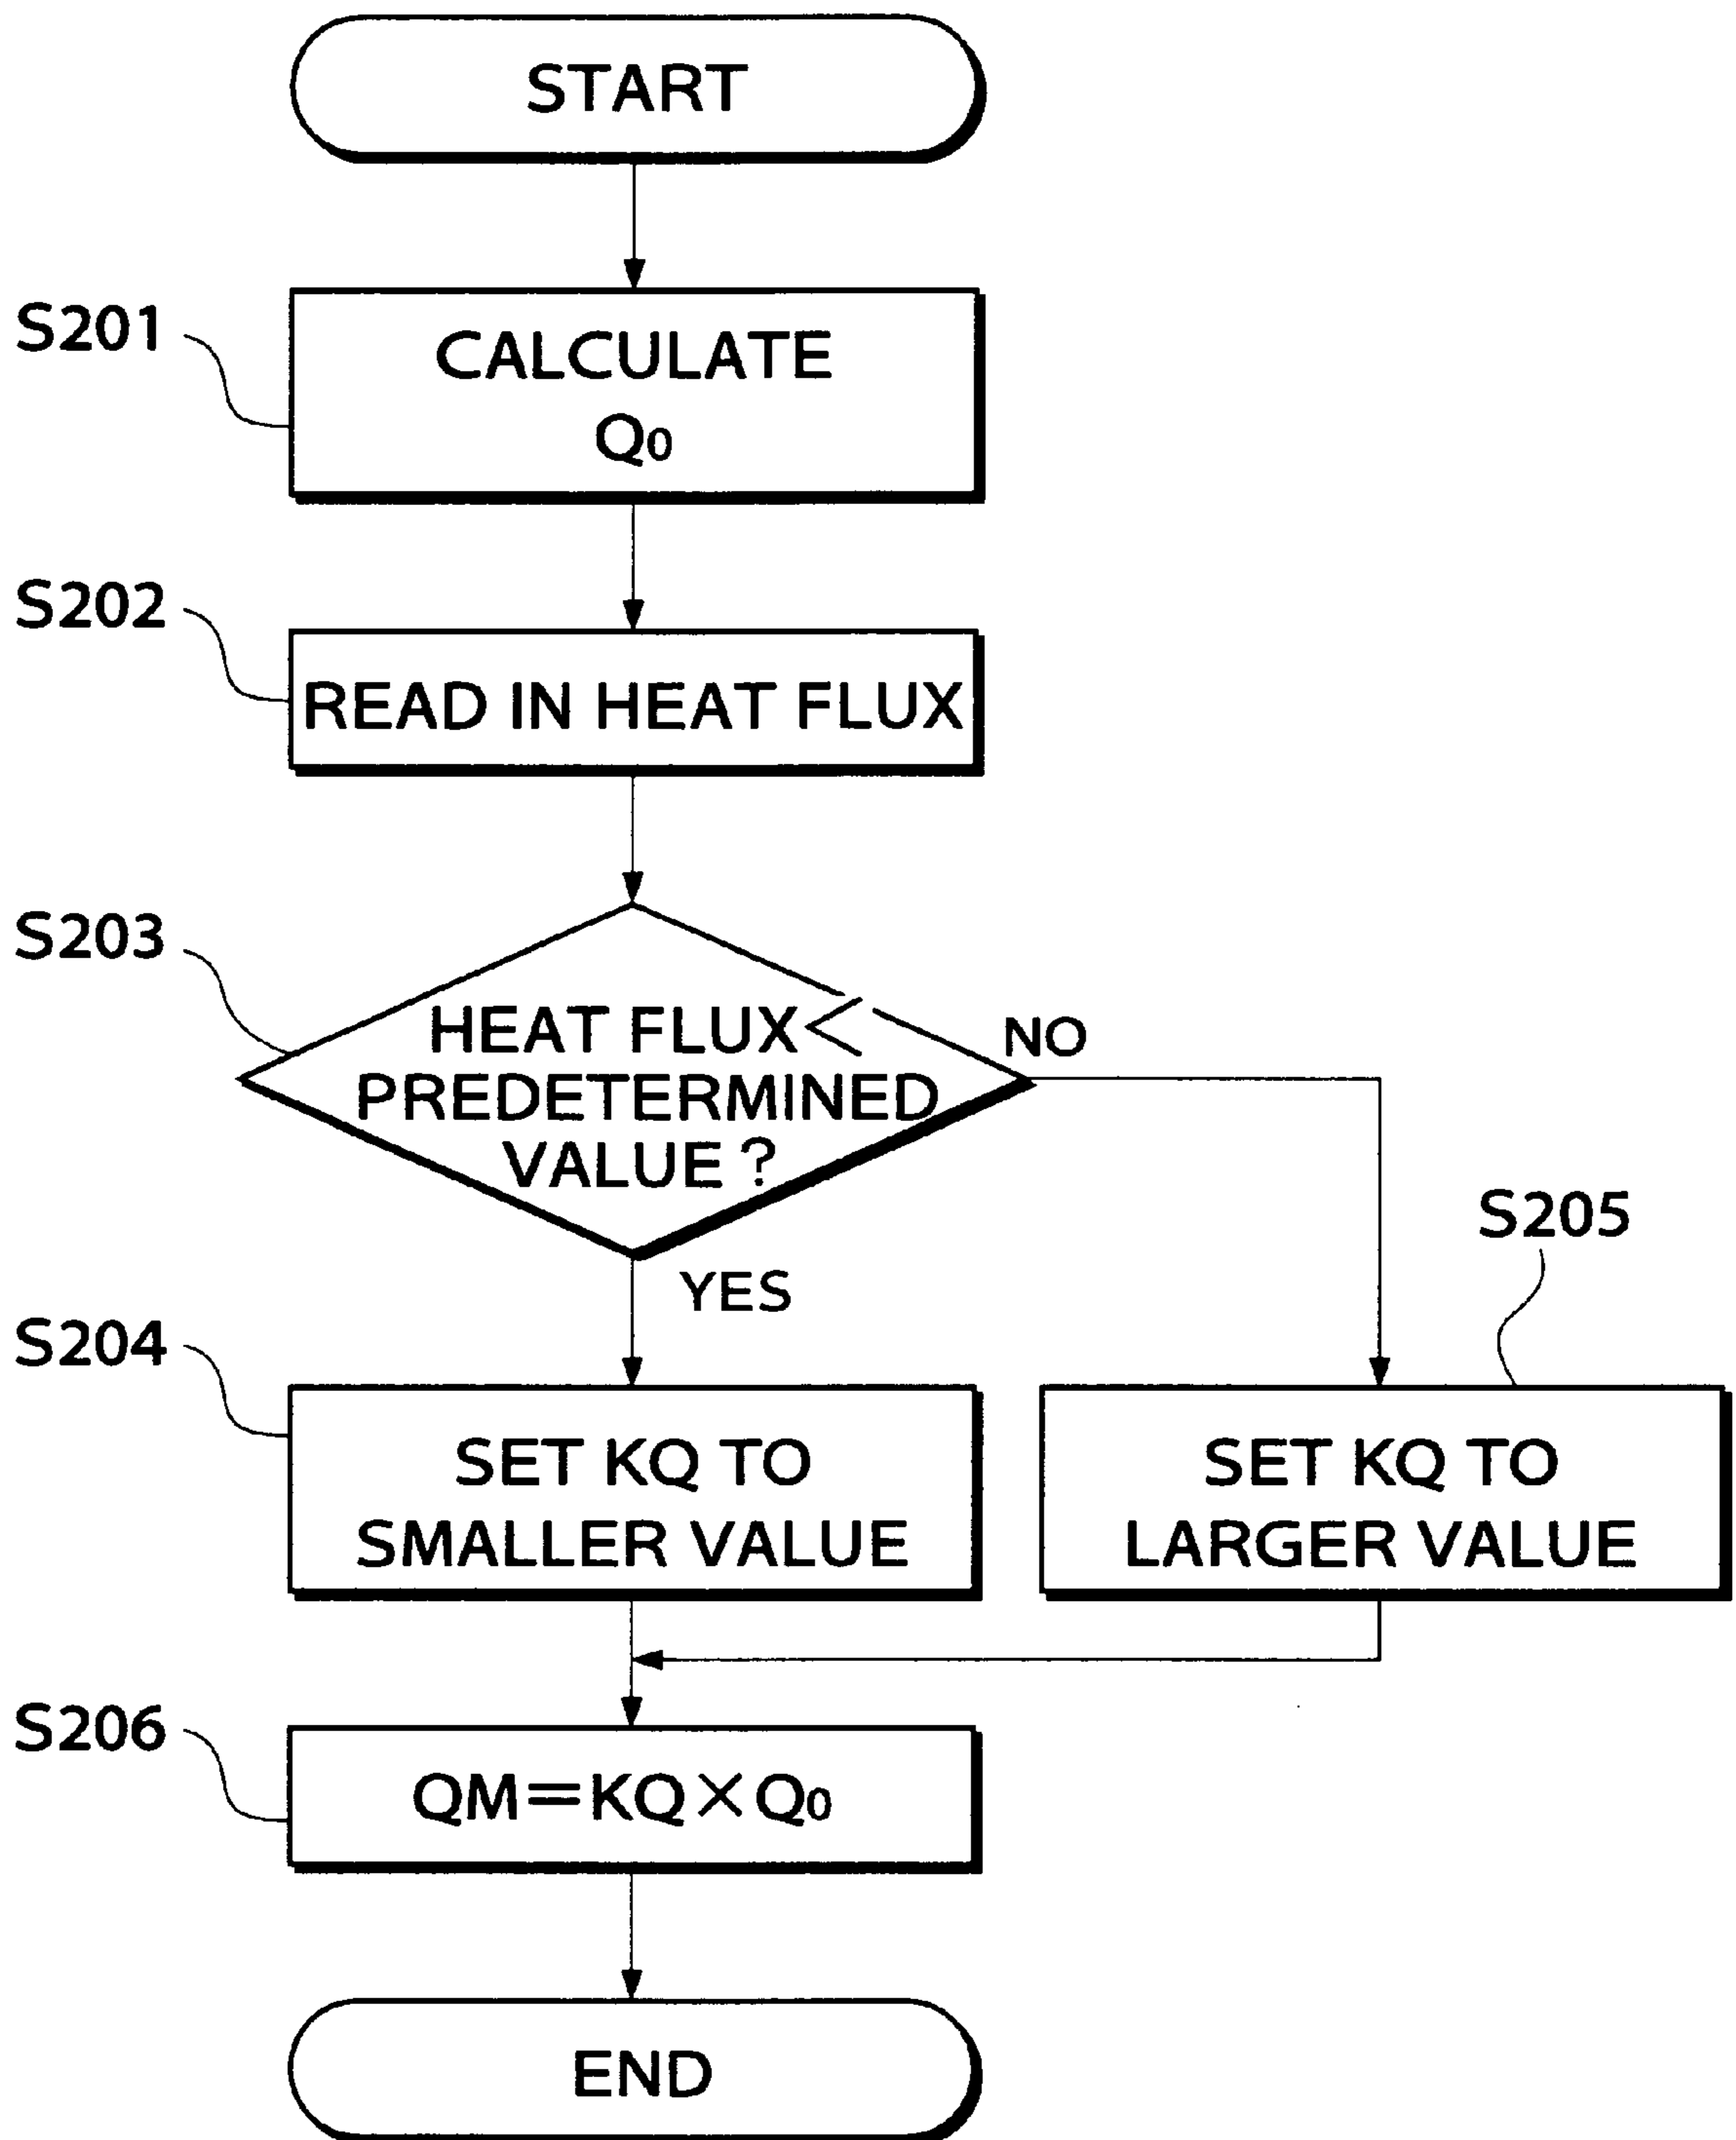 START
S201
CALCULATE
Q0
S202
READ IN HEAT FLUX
S203
HEAT FLUX<
PREDETERMINED
VALUE ?
NO
YES
S204
SET KQ TO
SMALLER VALUE
S205
SET KQ TO
LARGER VALUE
S206
QM=KQ×Q0
END